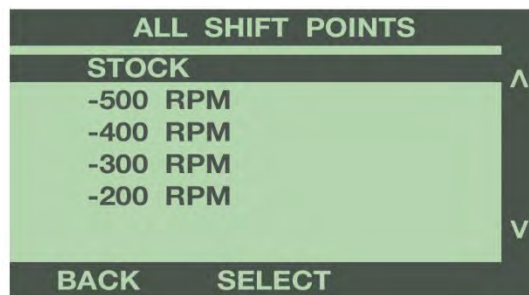 ALL SHIFT POINTS
STOCK
-500 RPM
-400 RPM
-300 RPM
-200 RPM
BACK SELECT